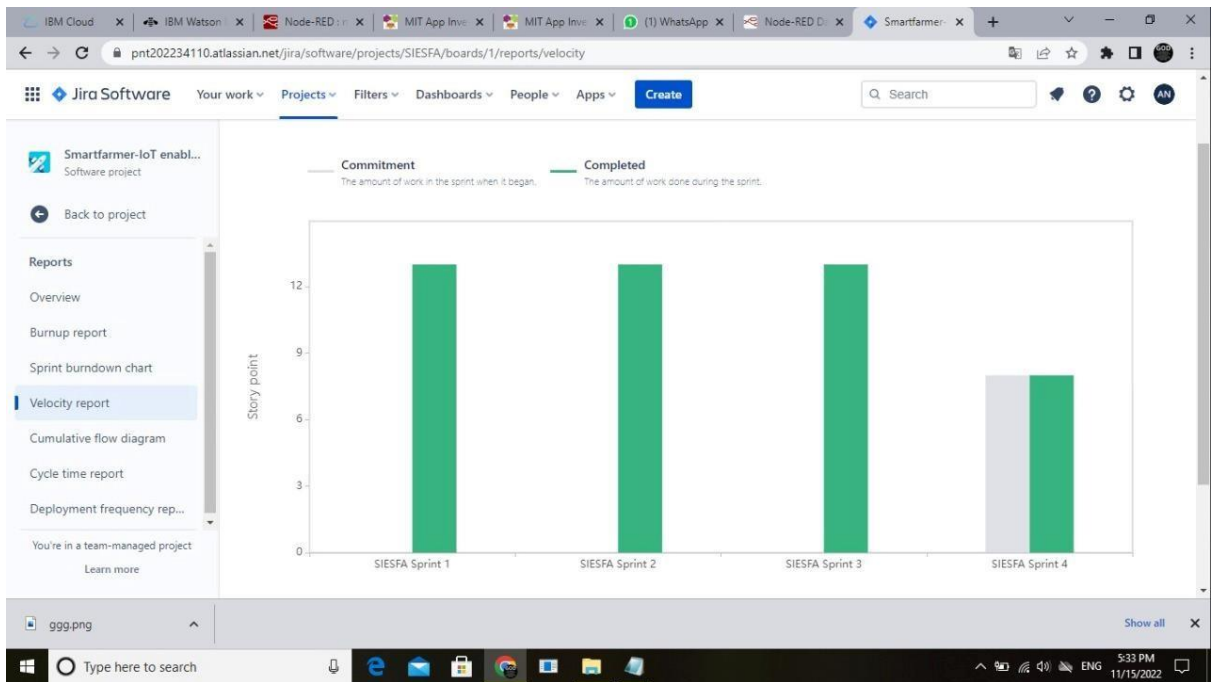 IBM Cloud
IBM Watson
Node-RED : r
MIT App Inve
MIT App Inve
(1) WhatsApp
Node-RED D
Smartfarmer-
pnt202234110.atlassian.net/jira/software/projects/SIESFA/boards/1/reports/velocity
Jira Software
Your work
Projects
Filters
Dashboards
People
Apps
Create
Search
AN
Smartfarmer-IoT enabl...
Software project
Back to project
Reports
Overview
Burnup report
Sprint burndown chart
Velocity report
Cumulative flow diagram
Cycle time report
Deployment frequency rep...
You're in a team-managed project
Learn more
Commitment
The amount of work in the sprint when it began.
Completed
The amount of work done during the sprint.
Story point
12
9
6
3
0
SIESFA Sprint 1
SIESFA Sprint 2
SIESFA Sprint 3
SIESFA Sprint 4
ggg.png
Show all
Type here to search
ENG
5:33 PM
11/15/2022